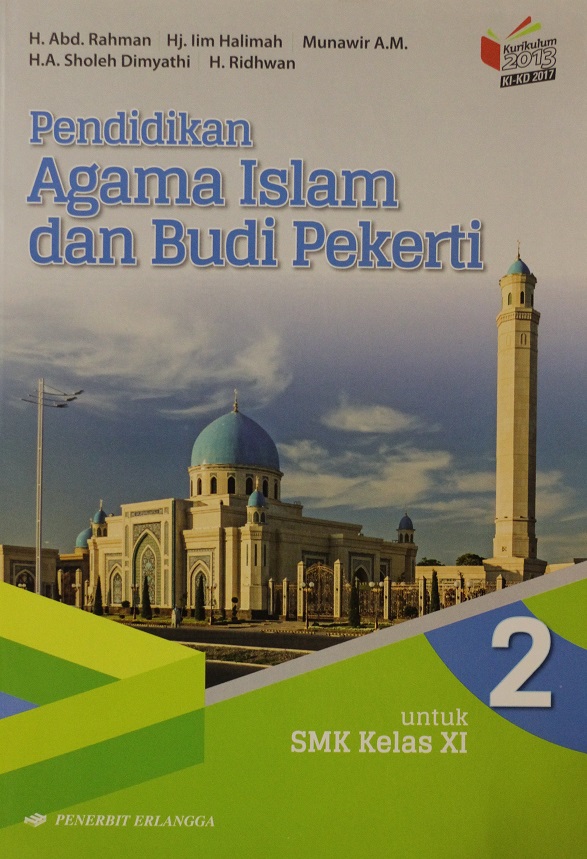 H. Abd. Rahman | Hj. Iim Halimah | Munawir A.M.
H.A. Sholeh Dimyathi | H. Ridhwan
Kurikulum
2013
KI-KD 2017
Pendidikan
Agama Islam
dan Budi Pekerti
2
untuk
SMK Kelas XI
PENERBIT ERLANGGA